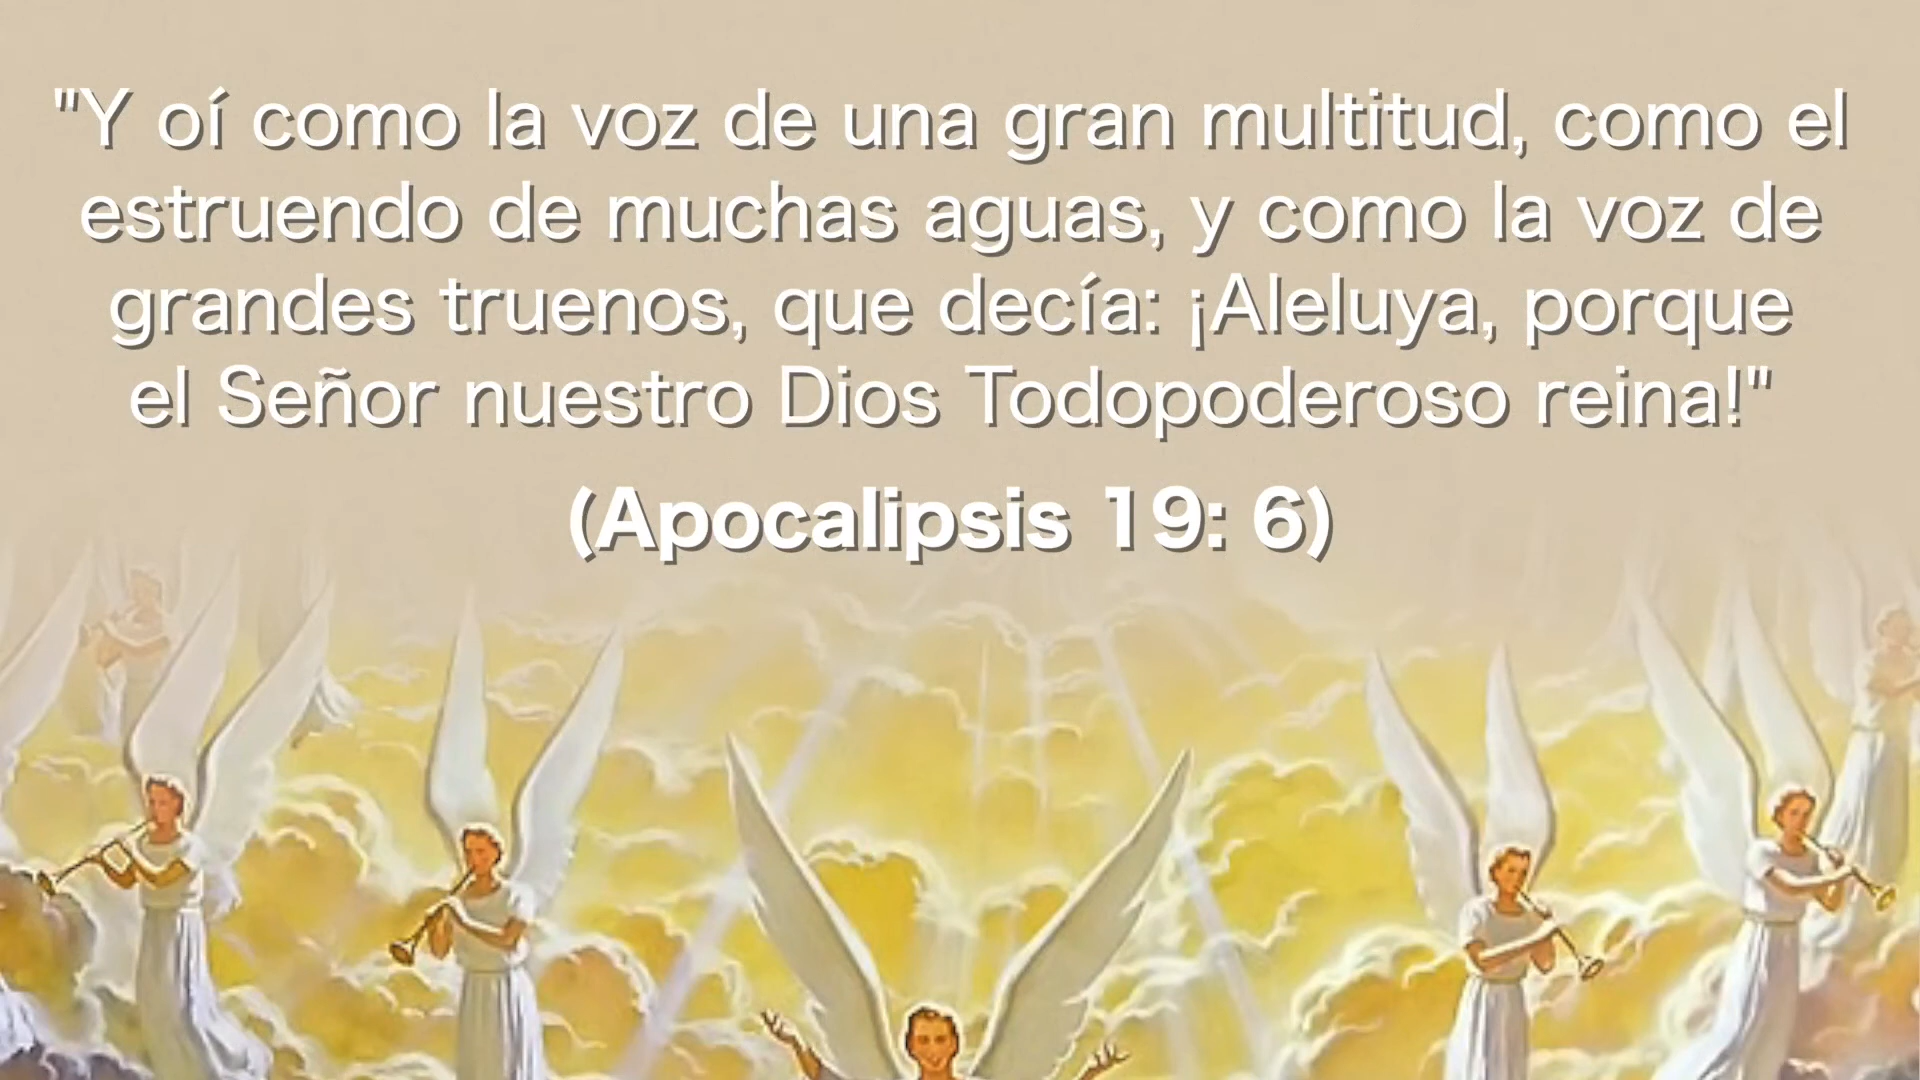 "Y oí como la voz de una gran multitud, como el
estruendo de muchas aguas, y como la voz de
grandes truenos, que decía: ¡Aleluya, porque
el Señor nuestro Dios Todopoderoso reina!"
(Apocalipsis 19: 6)